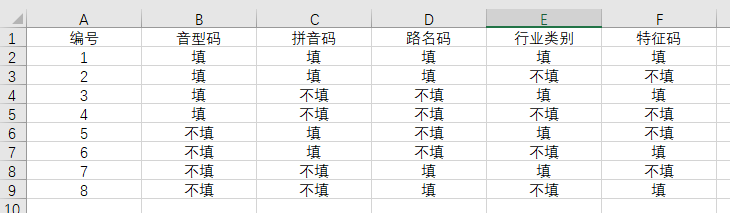 A B C D E F
1 编号 音型码 拼音码 路名码 行业类别 特征码
2 1 填 填 填 填 填
3 2 填 填 填 不填 不填
4 3 填 不填 不填 填 填
5 4 填 不填 不填 不填 不填
6 5 不填 填 不填 填 不填
7 6 不填 填 不填 不填 填
8 7 不填 不填 填 填 不填
9 8 不填 不填 填 不填 填
10